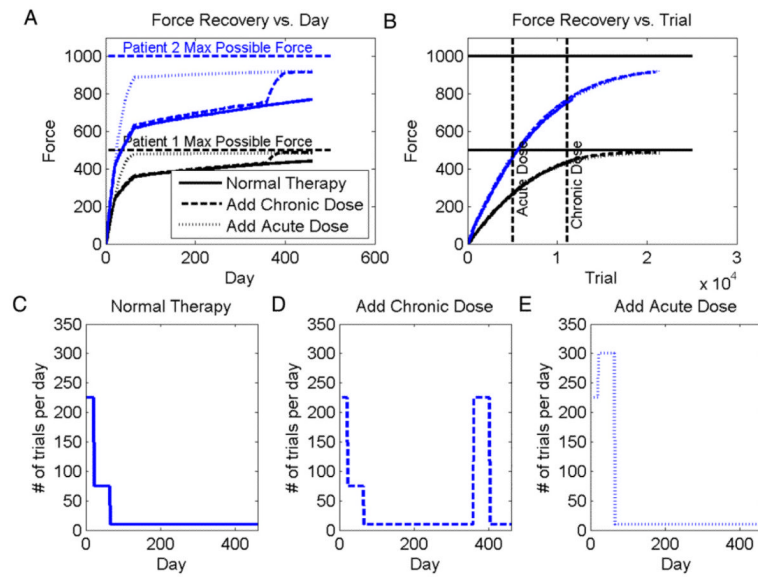 A
Force Recovery vs. Day
Patient 2 Max Possible Force
Patient 1 Max Possible Force
Normal Therapy
Add Chronic Dose
Add Acute Dose
Force
1000
800
600
400
200
0
0 200 400 600
Day
B
Force Recovery vs. Trial
Acute Dose
Chronic Dose
Force
1000
800
600
400
200
0
0 1 2 3
Trial
x 10^4
C
Normal Therapy
# of trials per day
350
300
250
200
150
100
50
0
0 200 400
Day
D
Add Chronic Dose
# of trials per day
350
300
250
200
150
100
50
0
0 200 400
Day
E
Add Acute Dose
# of trials per day
350
300
250
200
150
100
50
0
0 200 400
Day